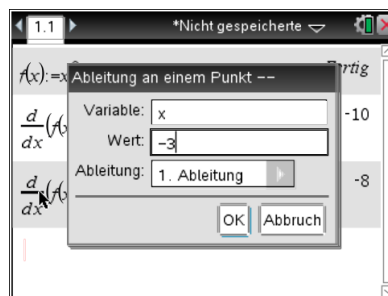 1.1 *Nicht gespeicherte
f(x):=x
rtig
Ableitung an einem Punkt --
Variable: x
Wert: -3
Ableitung: 1. Ableitung
OK Abbruch
d/dx(f(x -10
d/dx(f(x -8